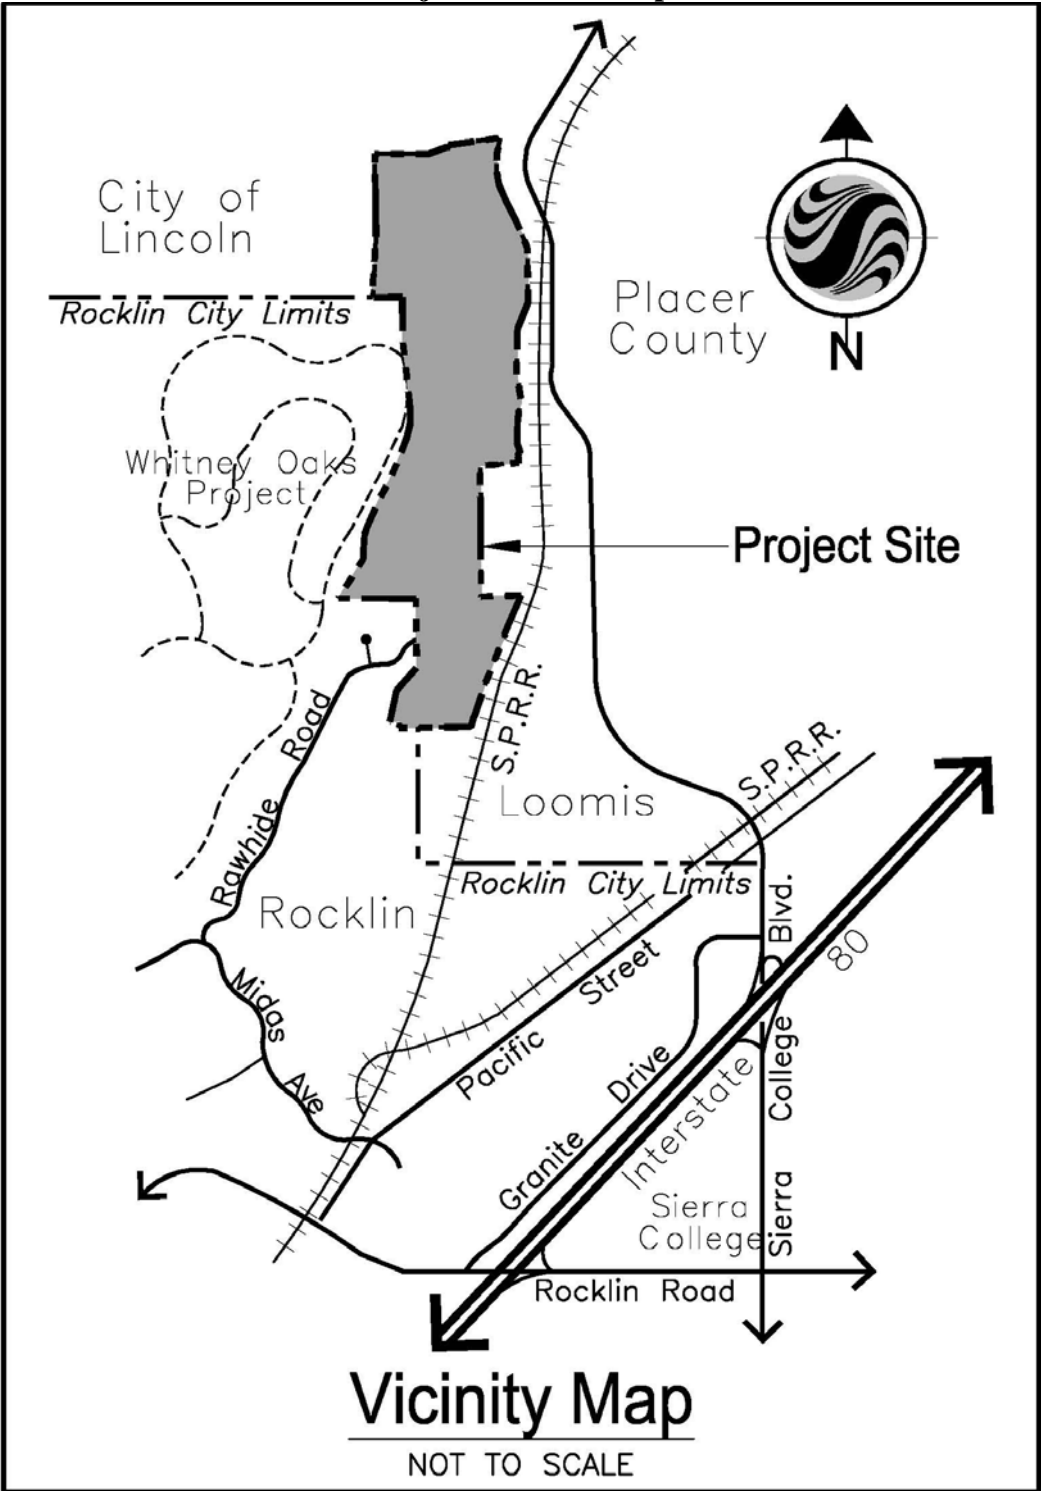 City of
Lincoln
Rocklin City Limits
Placer
County
N
Whitney Oaks
Project
Project Site
S.P.R.R.
Road
Rawhide
S.P.R.R.
Loomis
Rocklin City Limits
Rocklin
Blvd.
80
Midas
Ave
Street
Pacific
Drive
Granite
Interstate
College
Sierra
Sierra
College
Rocklin Road
Vicinity Map
NOT TO SCALE